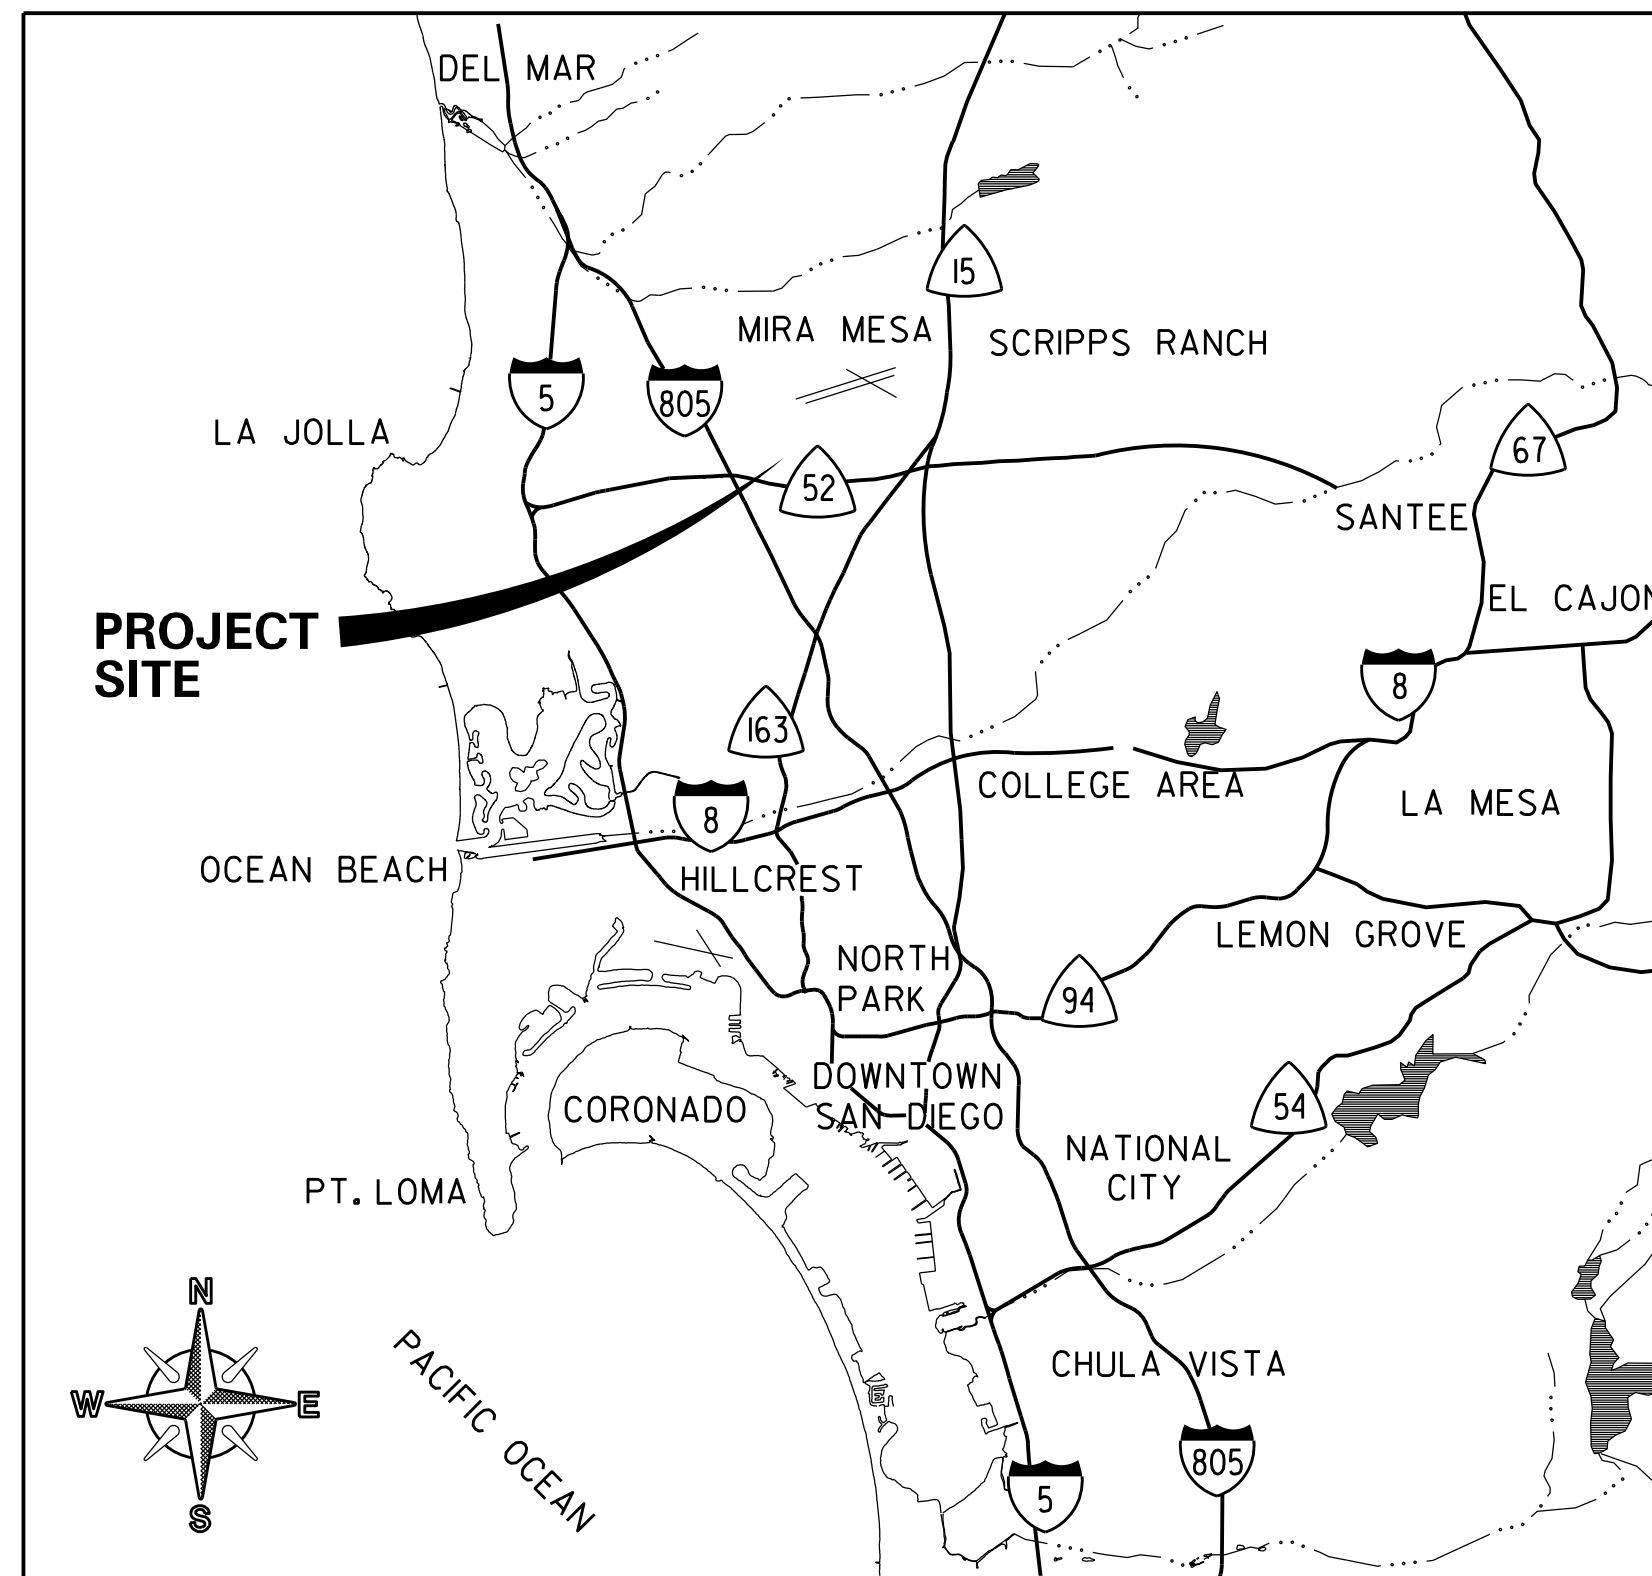 DEL MAR
15
MIRA MESA
SCRIPPS RANCH
5
805
LA JOLLA
67
52
SANTEE
EL CAJON
PROJECT
SITE
8
163
COLLEGE AREA
LA MESA
8
OCEAN BEACH
HILLCREST
LEMON GROVE
NORTH
PARK
94
DOWNTOWN
SAN DIEGO
CORONADO
54
NATIONAL
CITY
PT. LOMA
N
W
E
S
PACIFIC OCEAN
CHULA VISTA
805
5